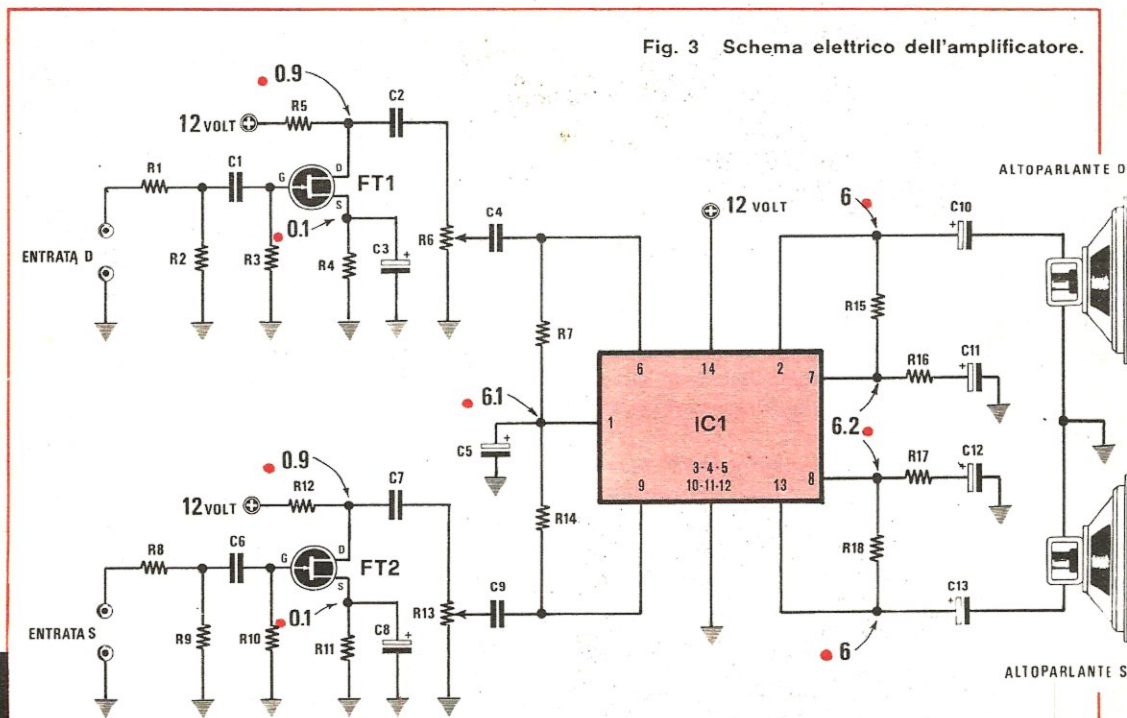 Fig. 3 Schema elettrico dell'amplificatore.
0.9
R5
C2
12 VOLT
R1
C1
D
G
FT1
S
0.1
ENTRATA D
R2
R3
R4
C3
+
R6
C4
R7
12 VOLT
6
C10
+
ALTOPARLANTE D
R15
R16
C11
+
6
14
2
7
6.1
1
IC1
6.2
C5
+
3-4-5
10-11-12
9
13
8
R17
C12
+
R14
R18
0.9
R12
C7
12 VOLT
R8
C6
D
G
FT2
S
0.1
ENTRATA S
R9
R10
R11
C8
+
R13
C9
C13
+
6
ALTOPARLANTE S